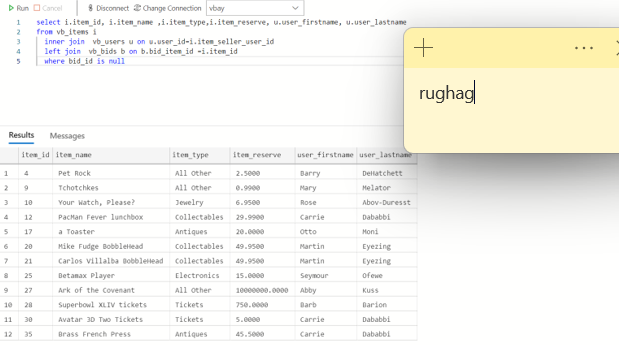 Run Cancel Disconnect Change Connection vbay
1 select i.item_id, i.item_name ,i.item_type,i.item_reserve, u.user_firstname, u.user_lastname
2 from vb_items i
3 inner join vb_users u on u.user_id=i.item_seller_user_id
4 left join vb_bids b on b.bid_item_id =i.item_id
5 where bid_id is null
rughag
Results Messages
item_id item_name item_type item_reserve user_firstname user_lastname
1 4 Pet Rock All Other 2.5000 Barry DeHatchett
2 9 Tchotchkes All Other 0.9900 Mary Melator
3 10 Your Watch, Please? Jewelry 6.9500 Rose Abov-Duresst
4 12 PacMan Fever lunchbox Collectables 29.9900 Carrie Dababbi
5 17 a Toaster Antiques 20.0000 Otto Moni
6 20 Mike Fudge BobbleHead Collectables 49.9500 Martin Eyezing
7 21 Carlos Villalba BobbleHead Collectables 49.9500 Martin Eyezing
8 25 Betamax Player Electronics 15.0000 Seymour Ofewe
9 27 Ark of the Covenant All Other 10000000.0000 Abby Kuss
10 28 Superbowl XLIV tickets Tickets 750.0000 Barb Barion
11 30 Avatar 3D Two Tickets Tickets 5.0000 Carrie Dababbi
12 35 Brass French Press Antiques 45.5000 Carrie Dababbi